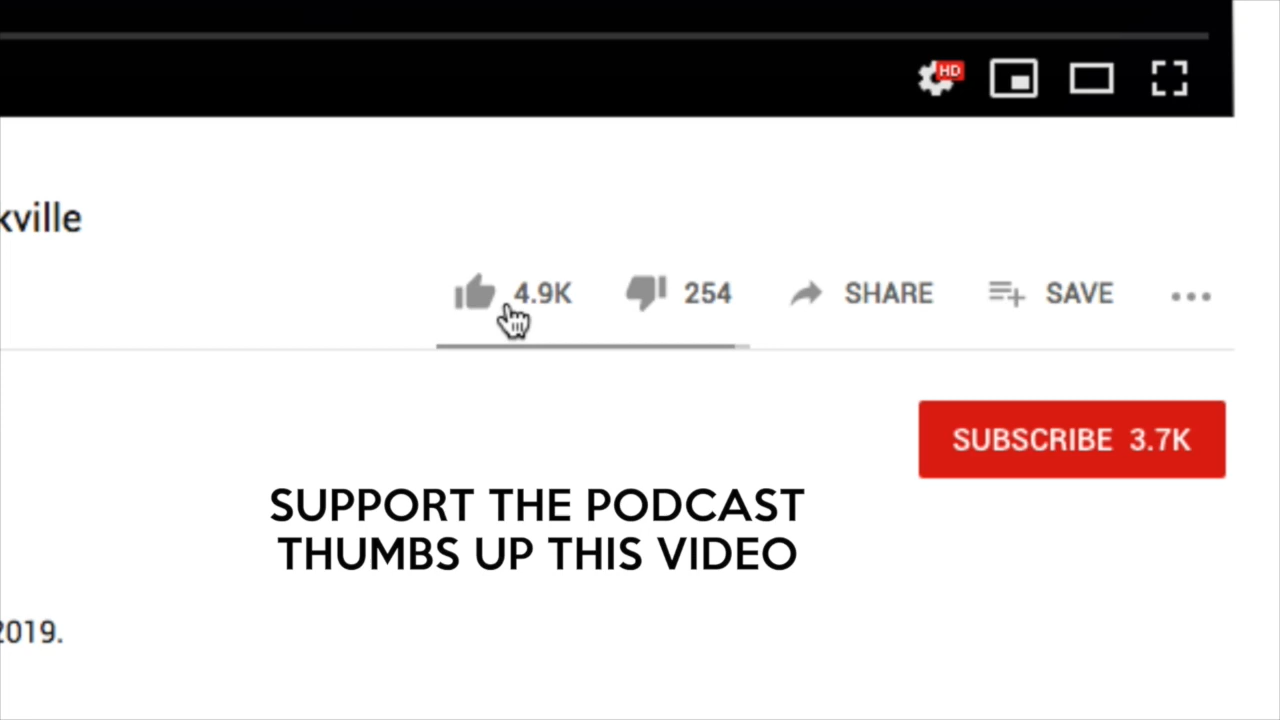 HD
kville
4.9K 254 SHARE SAVE
SUBSCRIBE 3.7K
SUPPORT THE PODCAST
THUMBS UP THIS VIDEO
2019.